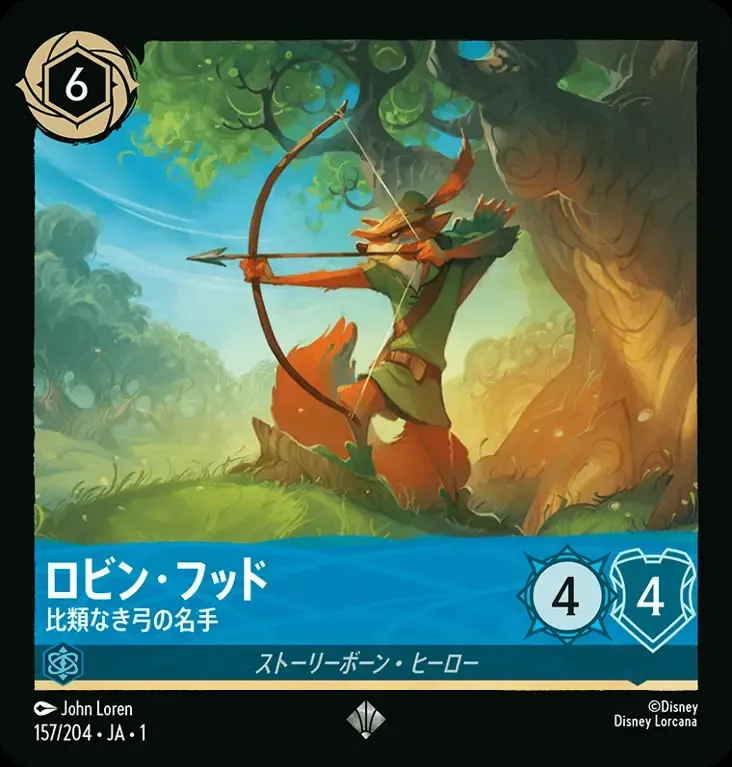 6
ロビン・フッド
比類なき弓の名手
4
4
ストーリーボーン・ヒーロー
John Loren
157/204・JA・1
©Disney
Disney Lorcana